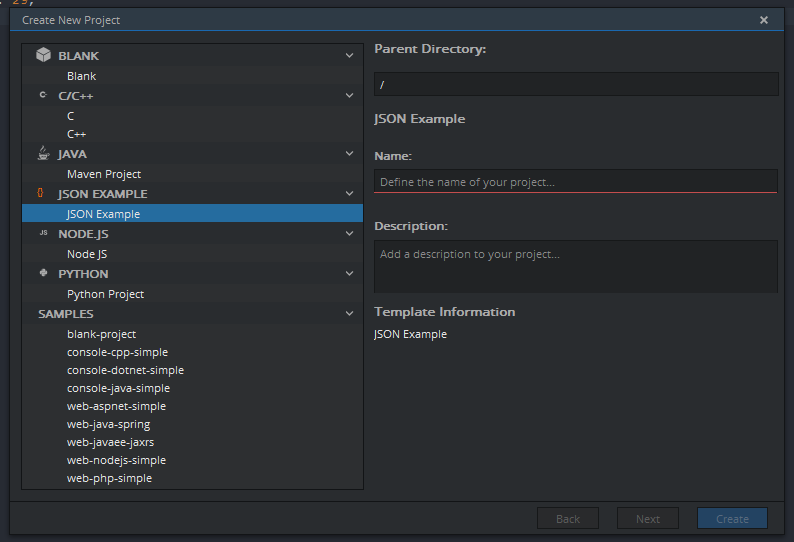 29,
Create New Project
BLANK
Blank
C/C++
C
C++
JAVA
Maven Project
{} JSON EXAMPLE
JSON Example
JS NODE.JS
Node JS
PYTHON
Python Project
SAMPLES
blank-project
console-cpp-simple
console-dotnet-simple
console-java-simple
web-aspnet-simple
web-java-spring
web-javaee-jaxrs
web-nodejs-simple
web-php-simple
Parent Directory:
/
JSON Example
Name:
Define the name of your project...
Description:
Add a description to your project...
Template Information
JSON Example
Back
Next
Create